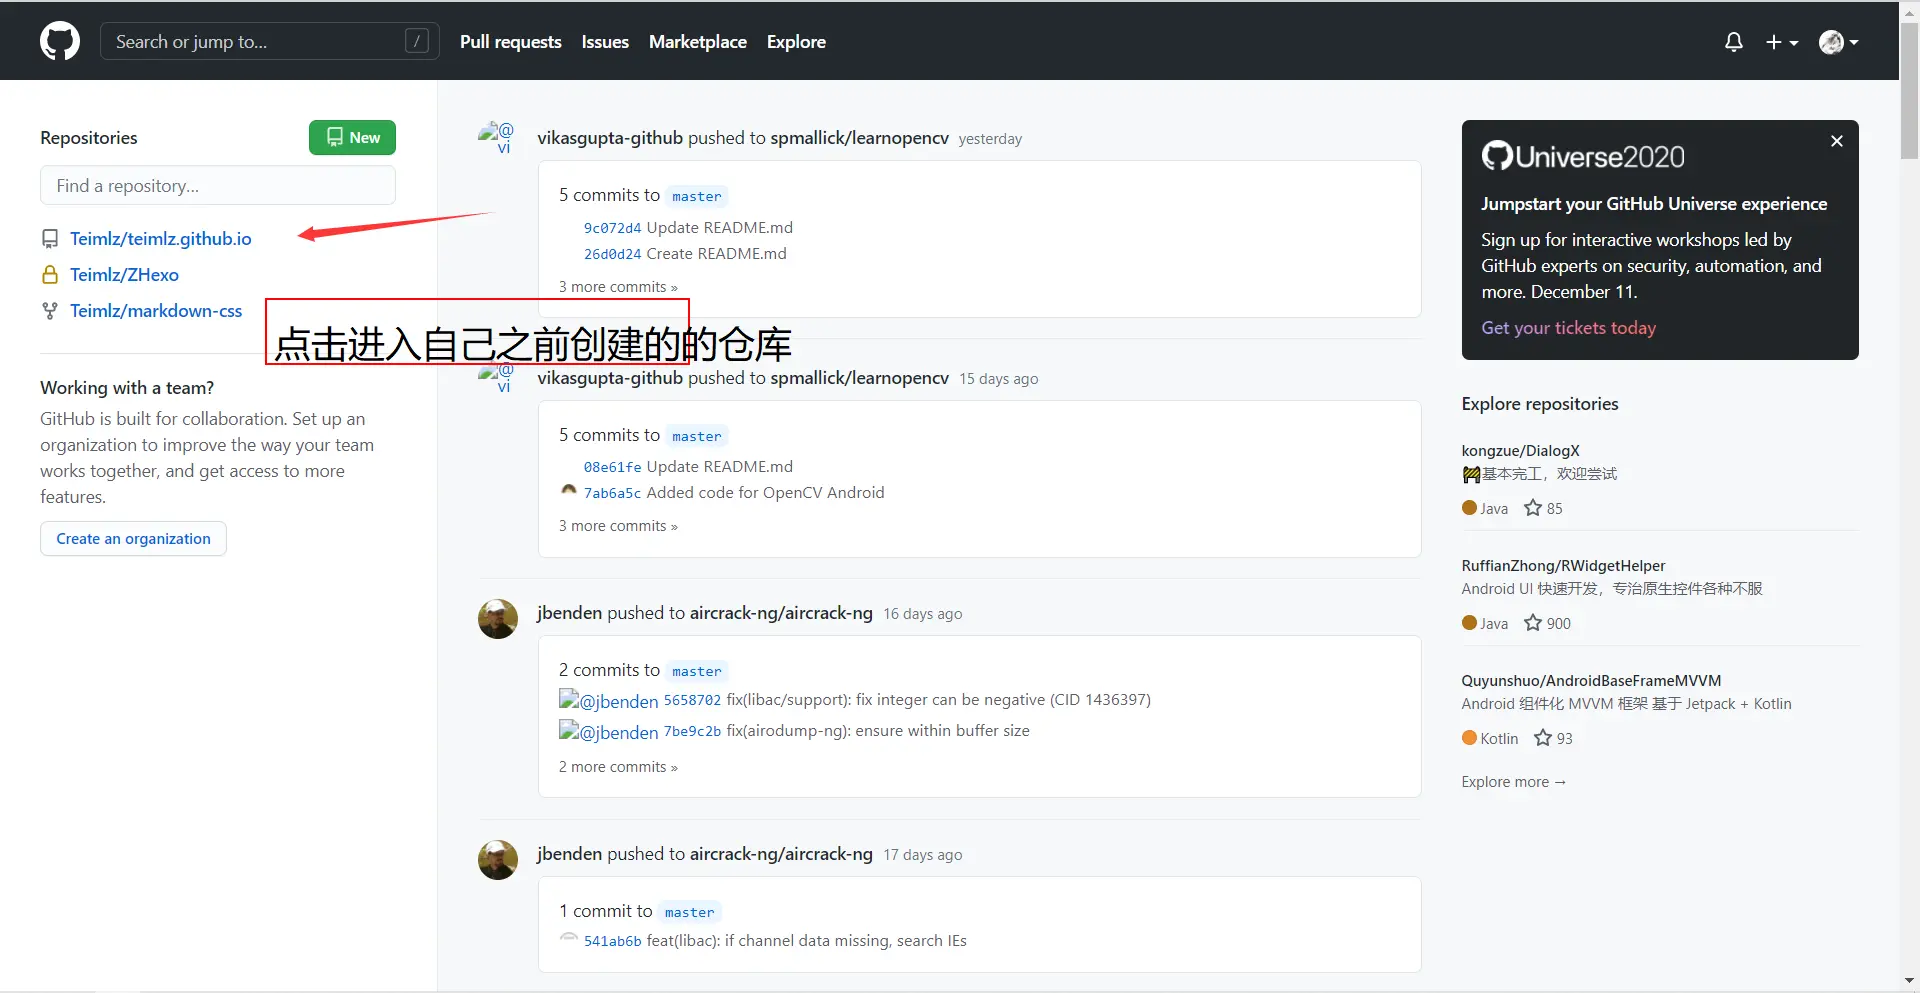 Search or jump to...
/
Pull requests
Issues
Marketplace
Explore
Repositories
New
Find a repository...
Teimlz/teimlz.github.io
Teimlz/ZHexo
Teimlz/markdown-css
点击进入自己之前创建的的仓库
Working with a team?
GitHub is built for collaboration. Set up an
organization to improve the way your team
works together, and get access to more
features.
Create an organization
@
vi
vikasgupta-github pushed to spmallick/learnopencv yesterday
5 commits to master
9c072d4 Update README.md
26d0d24 Create README.md
3 more commits »
@
vi
vikasgupta-github pushed to spmallick/learnopencv 15 days ago
5 commits to master
08e61fe Update README.md
7ab6a5c Added code for OpenCV Android
3 more commits »
jbenden pushed to aircrack-ng/aircrack-ng 16 days ago
2 commits to master
@jbenden 5658702 fix(libac/support): fix integer can be negative (CID 1436397)
@jbenden 7be9c2b fix(airodump-ng): ensure within buffer size
2 more commits »
jbenden pushed to aircrack-ng/aircrack-ng 17 days ago
1 commit to master
541ab6b feat(libac): if channel data missing, search IEs
Universe2020
Jumpstart your GitHub Universe experience
Sign up for interactive workshops led by
GitHub experts on security, automation, and
more. December 11.
Get your tickets today
Explore repositories
kongzue/DialogX
🚧基本完工，欢迎尝试
Java 85
RuffianZhong/RWidgetHelper
Android UI 快速开发，专治原生控件各种不服
Java 900
Quyunshuo/AndroidBaseFrameMVVM
Android 组件化 MVVM 框架 基于 Jetpack + Kotlin
Kotlin 93
Explore more →